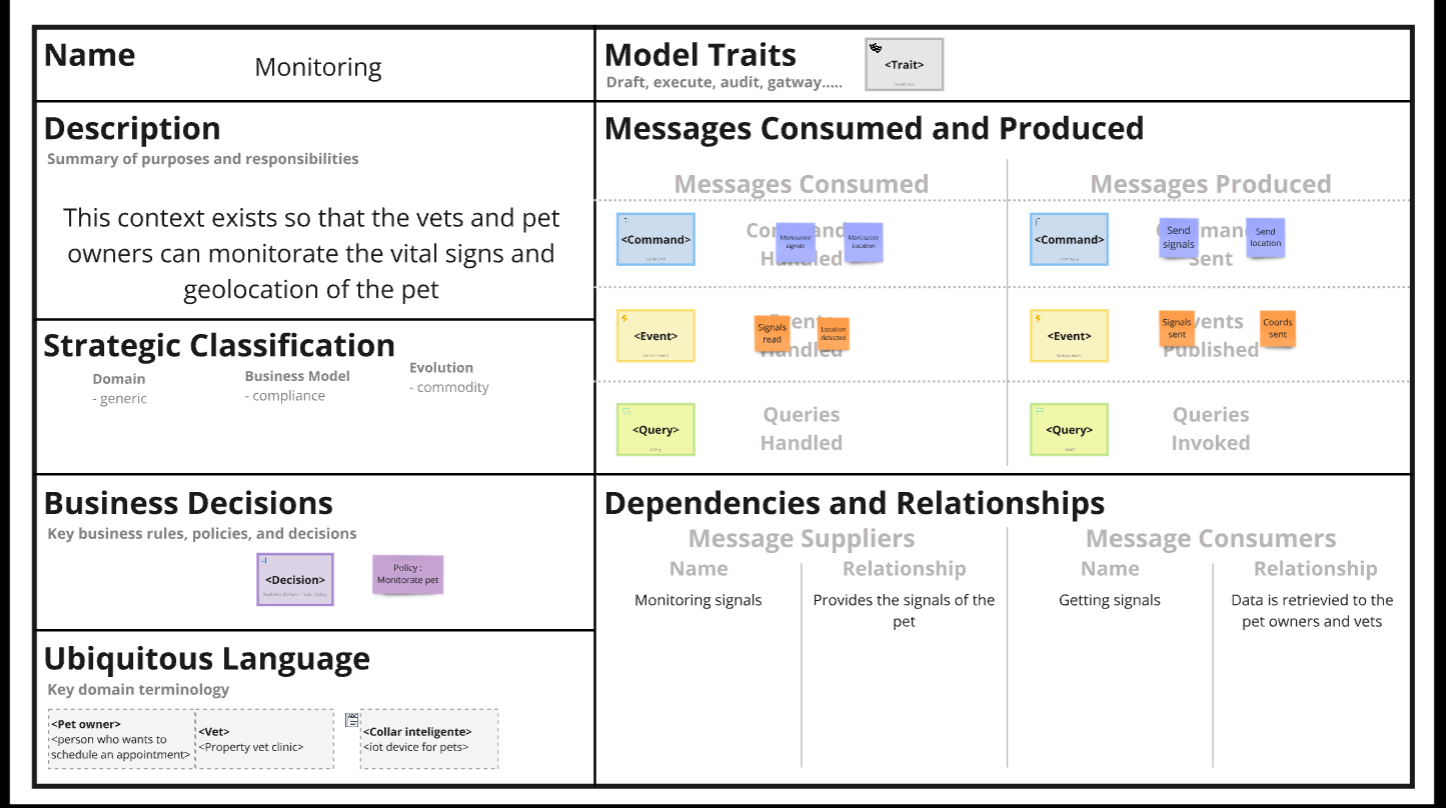 Name
Monitoring
Model Traits
Draft, execute, audit, gatway.....
<Trait>
Description
Summary of purposes and responsibilities
This context exists so that the vets and pet
owners can monitorate the vital signs and
geolocation of the pet
Strategic Classification
Domain
- generic
Business Model
- compliance
Evolution
- commodity
Business Decisions
Key business rules, policies, and decisions
<Decision>
Policy :
Monitorate pet
Ubiquitous Language
Key domain terminology
<Pet owner>
<person who wants to
schedule an appointment>
<Vet>
<Property vet clinic>
<Collar inteligente>
<iot device for pets>
Messages Consumed and Produced
Messages Consumed
<Command>
signals
Location
<Event>
Signals
read
Location
detected
Handled
<Query>
Queries
Handled
Messages Produced
<Command>
Send
signals
Send
location
Sent
<Event>
Signals
sent
Coords
sent
Published
<Query>
Queries
Invoked
Dependencies and Relationships
Message Suppliers
Name
Relationship
Monitoring signals
Provides the signals of the
pet
Message Consumers
Name
Relationship
Getting signals
Data is retrievied to the
pet owners and vets